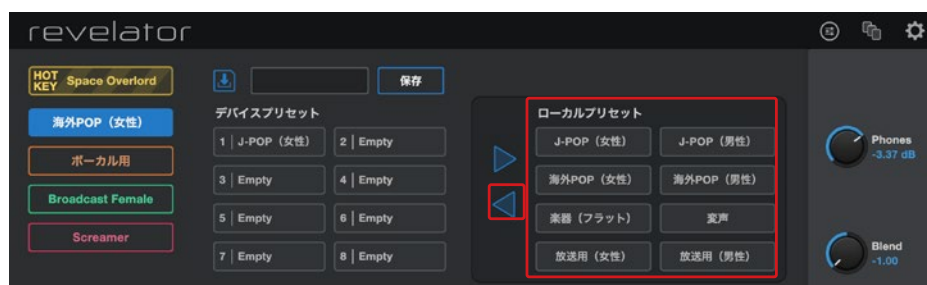 revelator
HOT KEY Space Overlord
海外POP（女性）
ボーカル用
Broadcast Female
Screamer
保存
デバイスプリセット
1 | J-POP（女性） 2 | Empty
3 | Empty 4 | Empty
5 | Empty 6 | Empty
7 | Empty 8 | Empty
ローカルプリセット
J-POP（女性） J-POP（男性）
海外POP（女性） 海外POP（男性）
楽器（フラット） 変声
放送用（女性） 放送用（男性）
Phones
-3.37 dB
Blend
-1.00